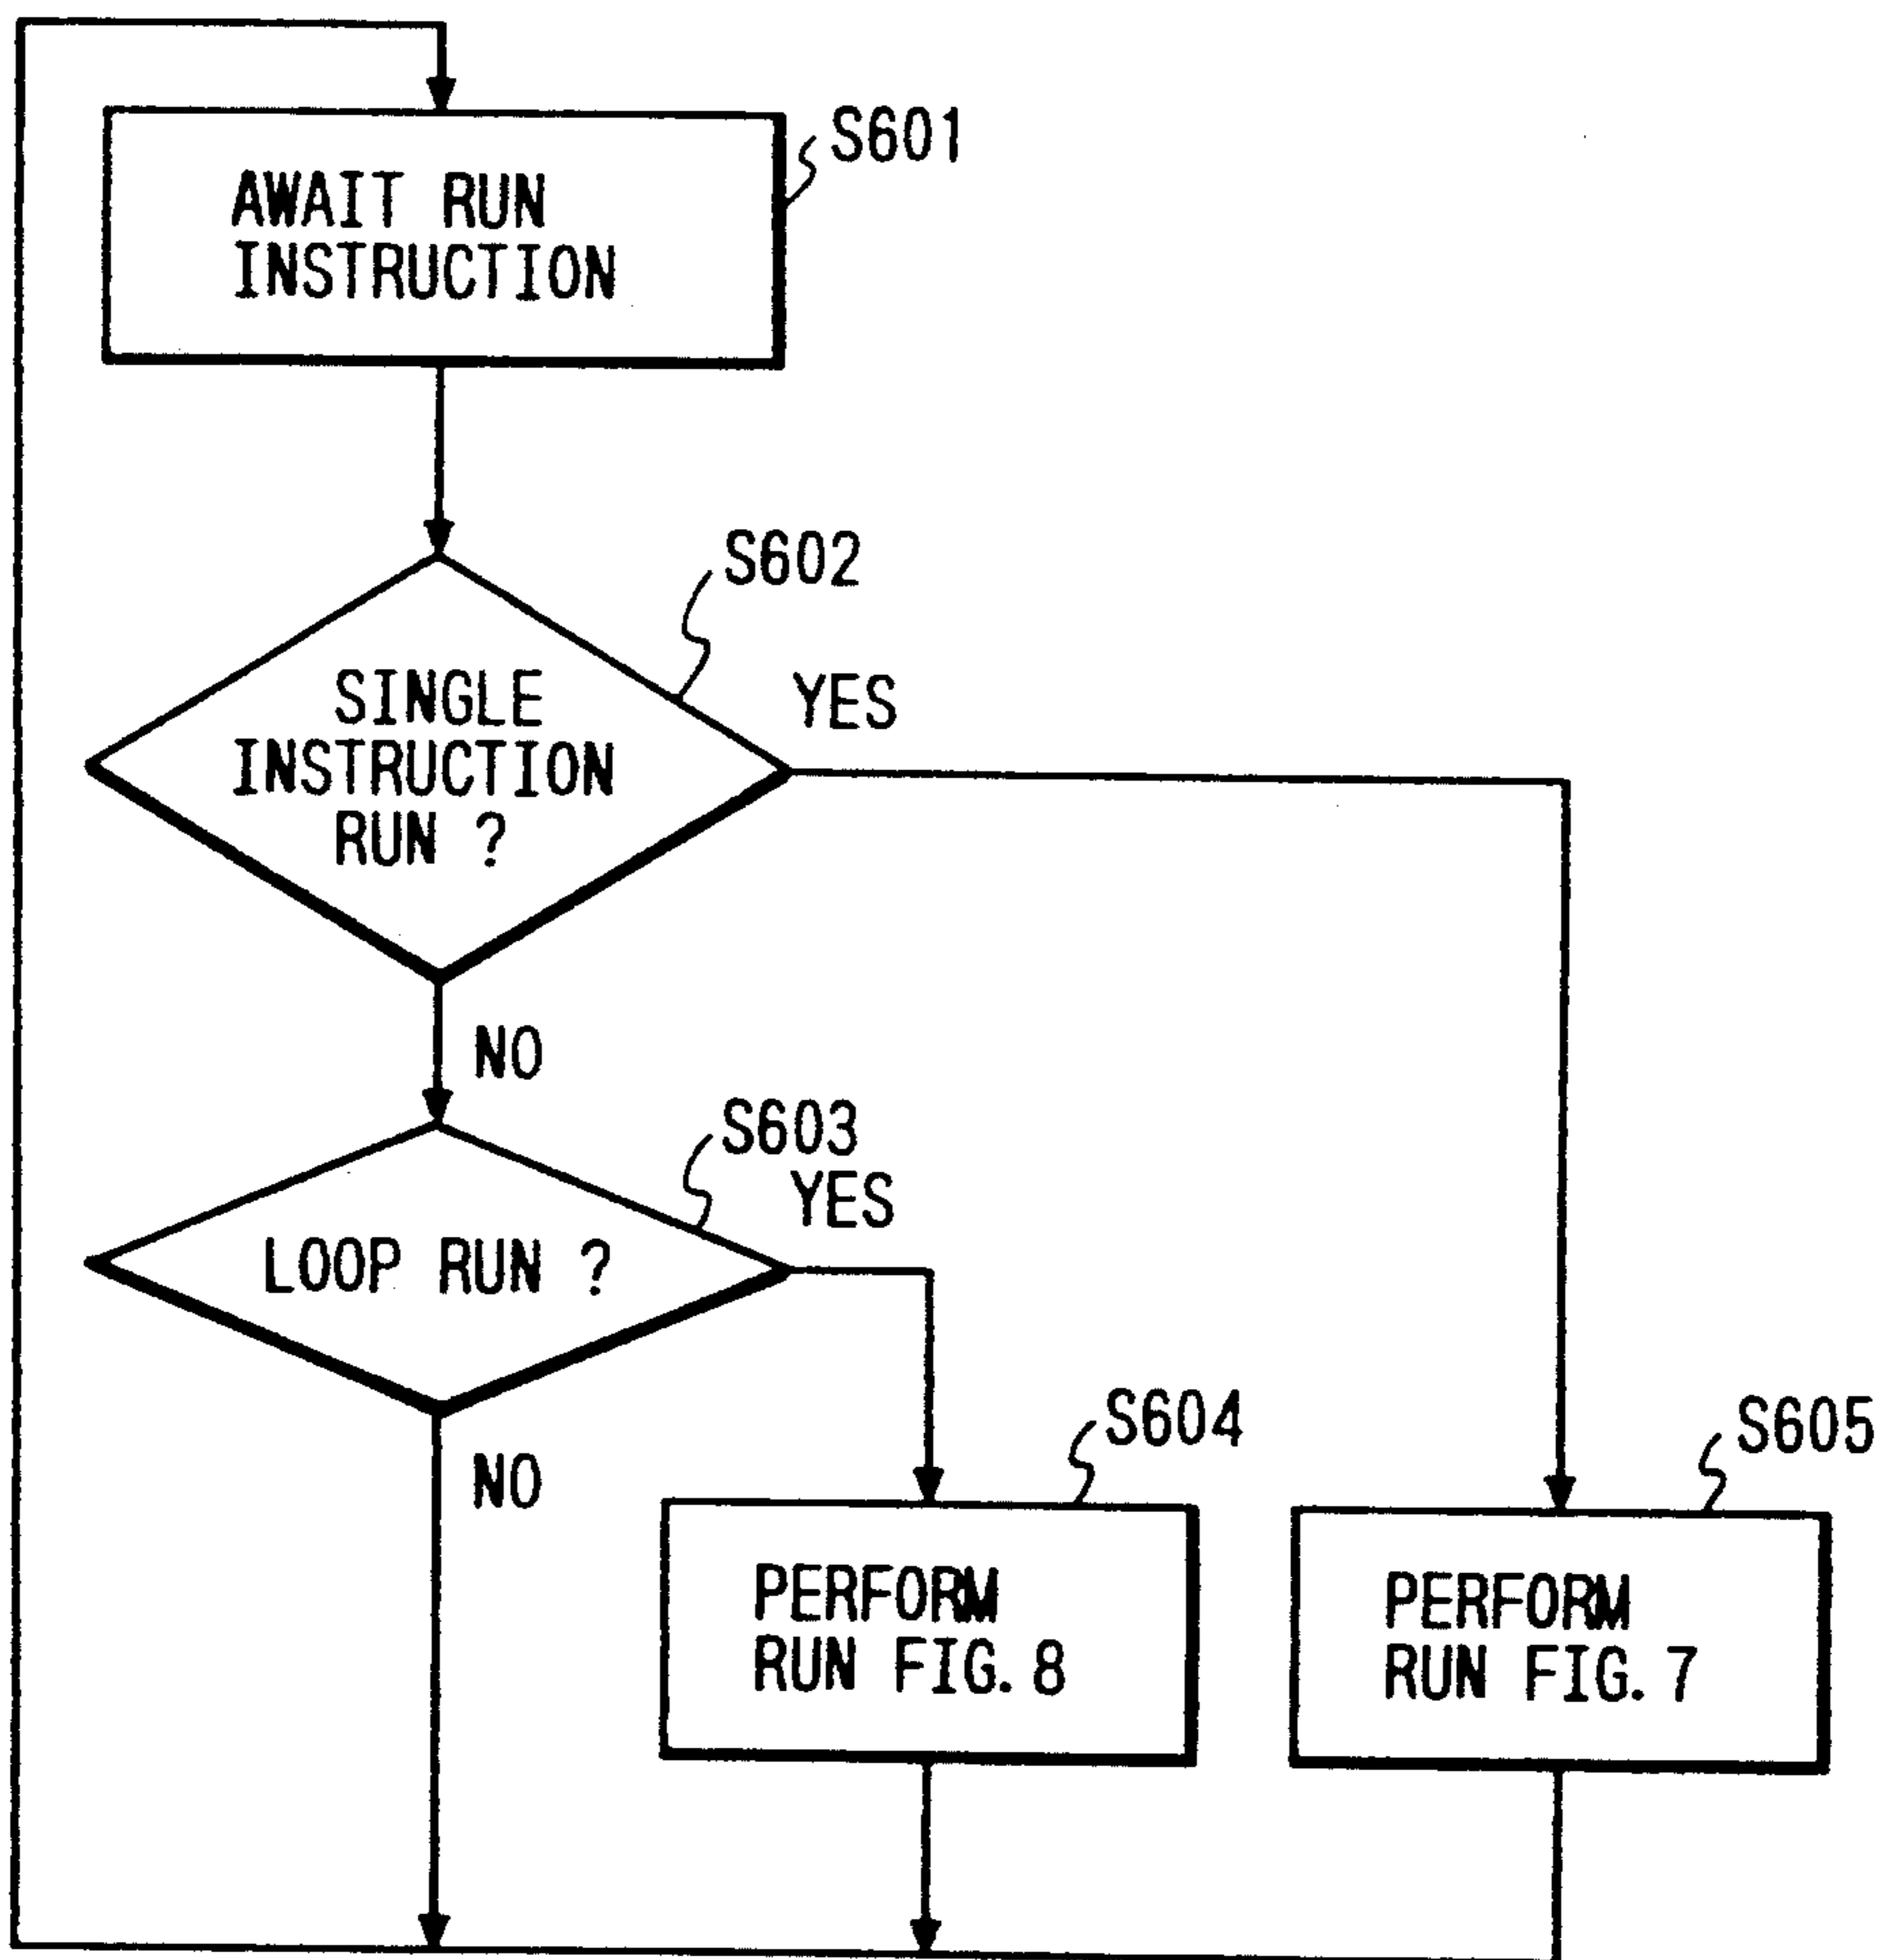 S601
AWAIT RUN
INSTRUCTION
S602
YES
SINGLE
INSTRUCTION
RUN ?
NO
S603
YES
LOOP RUN ?
NO
S604
PERFORM
RUN FIG. 8
S605
PERFORM
RUN FIG. 7